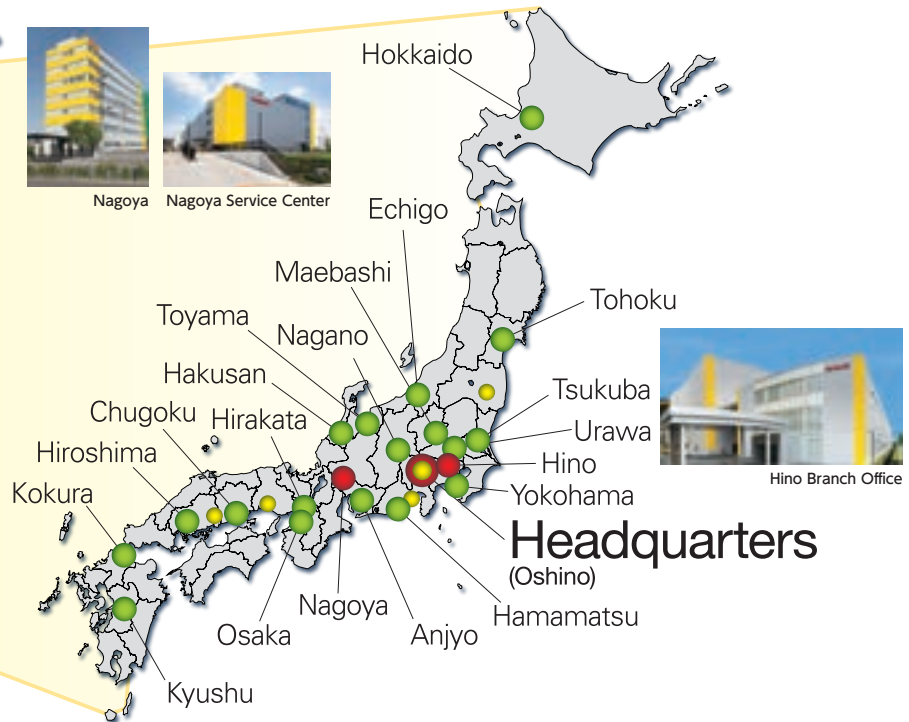 Hokkaido
Nagoya
Nagoya Service Center
Echigo
Maebashi
Tohoku
Toyama
Nagano
Hakusan
Tsukuba
Chugoku
Hirakata
Urawa
Hiroshima
Hino
Hino Branch Office
Kokura
Yokohama
Headquarters
(Oshino)
Nagoya
Hamamatsu
Osaka
Anjyo
Kyushu